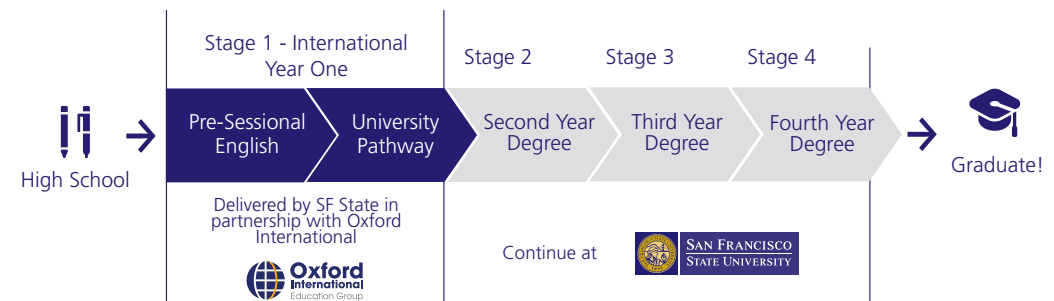 Stage 1 - International
Year One
Stage 2
Stage 3
Stage 4
High School
Pre-Sessional
English
University
Pathway
Second Year
Degree
Third Year
Degree
Fourth Year
Degree
Graduate!
Delivered by SF State in
partnership with Oxford
International
Oxford
International
Education Group
Continue at
SAN FRANCISCO
STATE UNIVERSITY